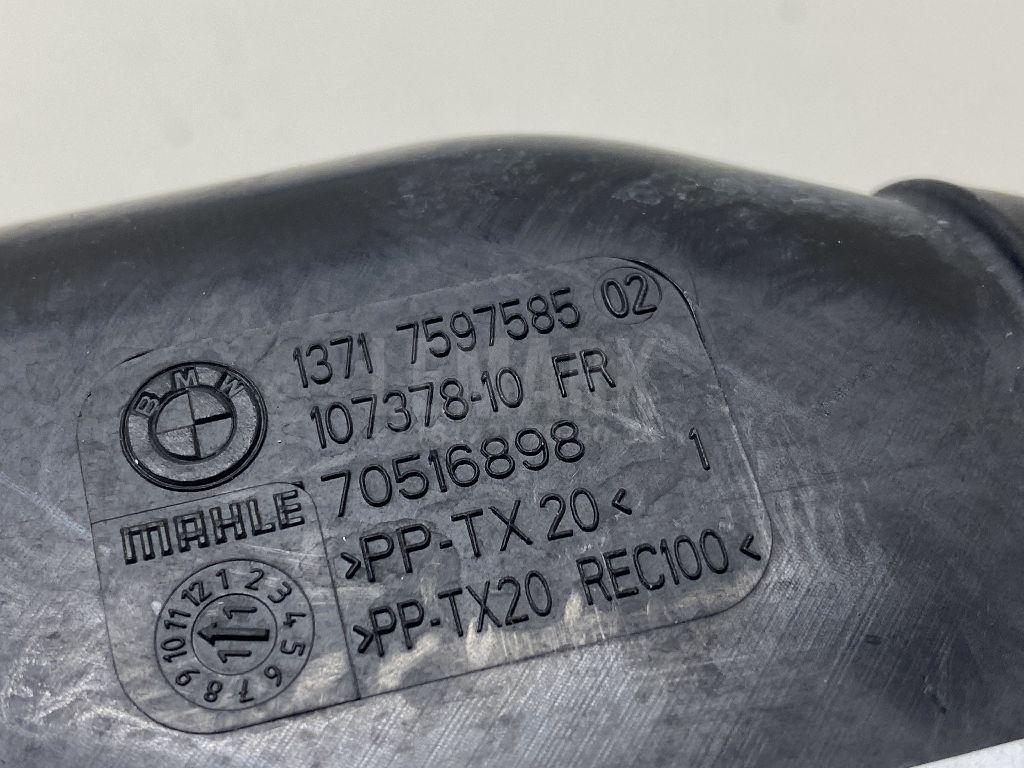 BMW
1371 7597585 02
107378-10 FR
70516898 1
MAHLE
>PP-TX20<
>PP-TX20 REC100<
1 2 3 4 5 6 7 8 9 10 11 12
11